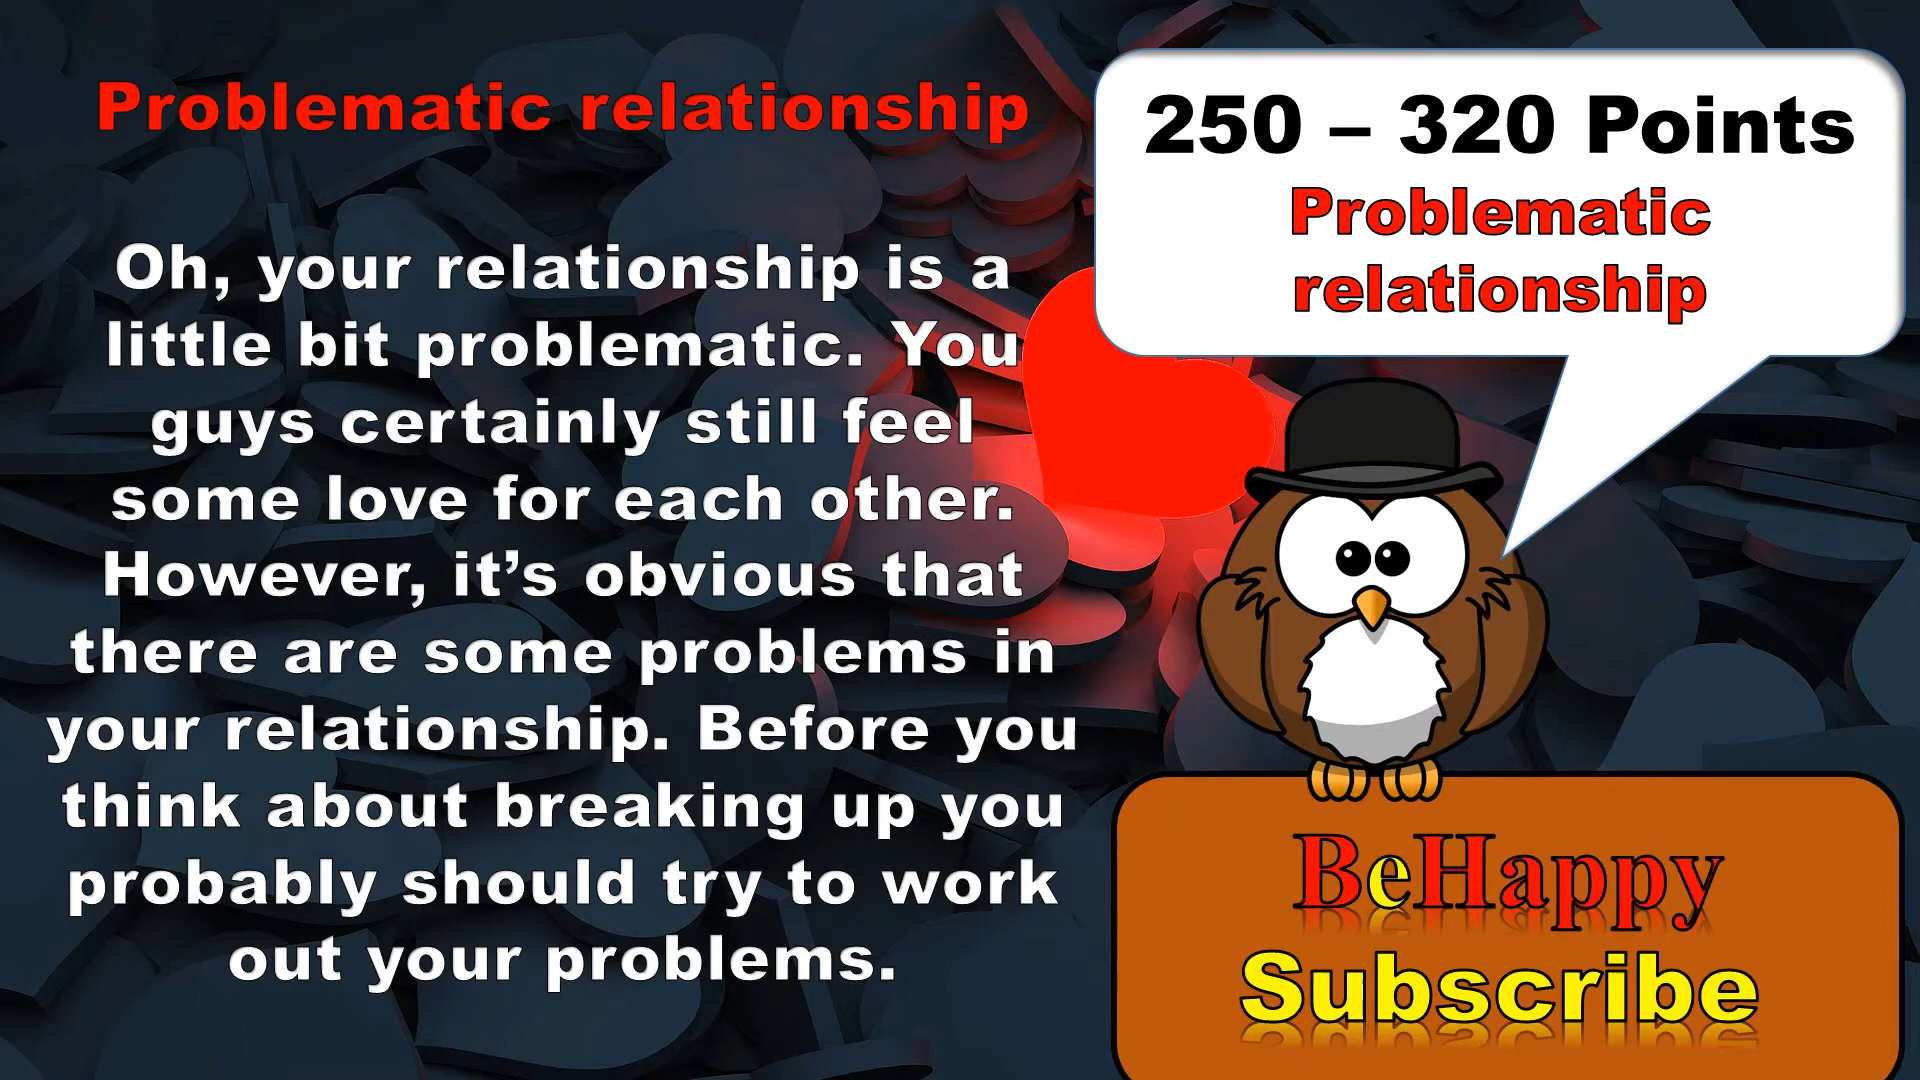 Problematic relationship
Oh, your relationship is a
little bit problematic. You
guys certainly still feel
some love for each other.
However, it’s obvious that
there are some problems in
your relationship. Before you
think about breaking up you
probably should try to work
out your problems.
250 – 320 Points
Problematic
relationship
BeHappy
Subscribe